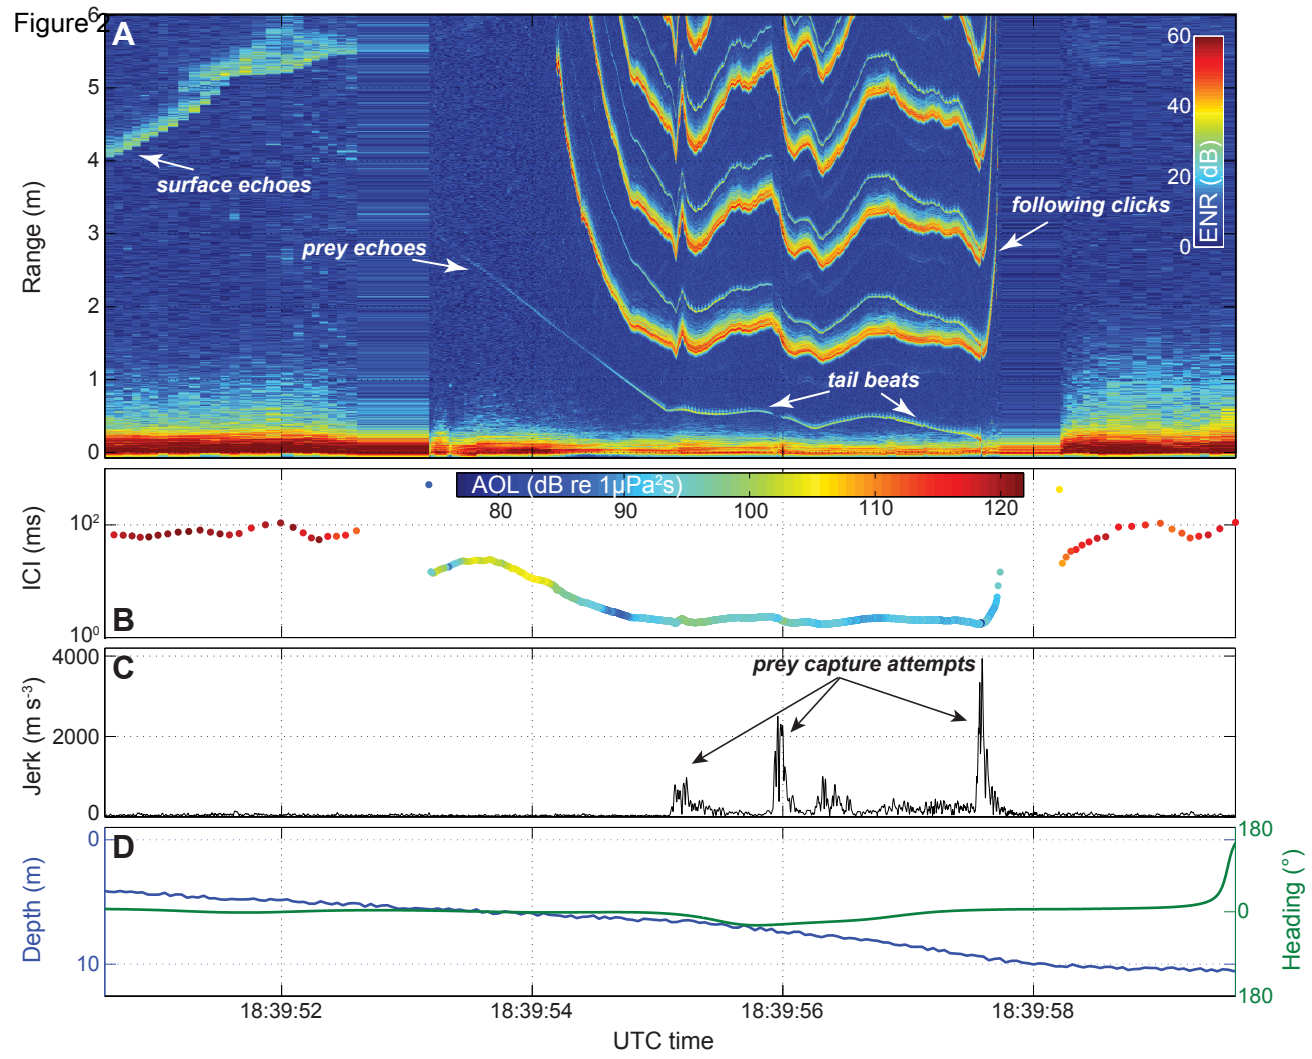 Figure 2
A
6
5
4
3
2
1
0
Range (m)
surface echoes
prey echoes
following clicks
tail beats
60
40
20
0
ENR (dB)
B
ICI (ms)
10²
10⁰
AOL (dB re 1µPa²s)
80 90 100 110 120
C
Jerk (m s⁻³)
4000
2000
0
prey capture attempts
D
Depth (m)
0
10
180
0
180
Heading (°)
18:39:52 18:39:54 18:39:56 18:39:58
UTC time